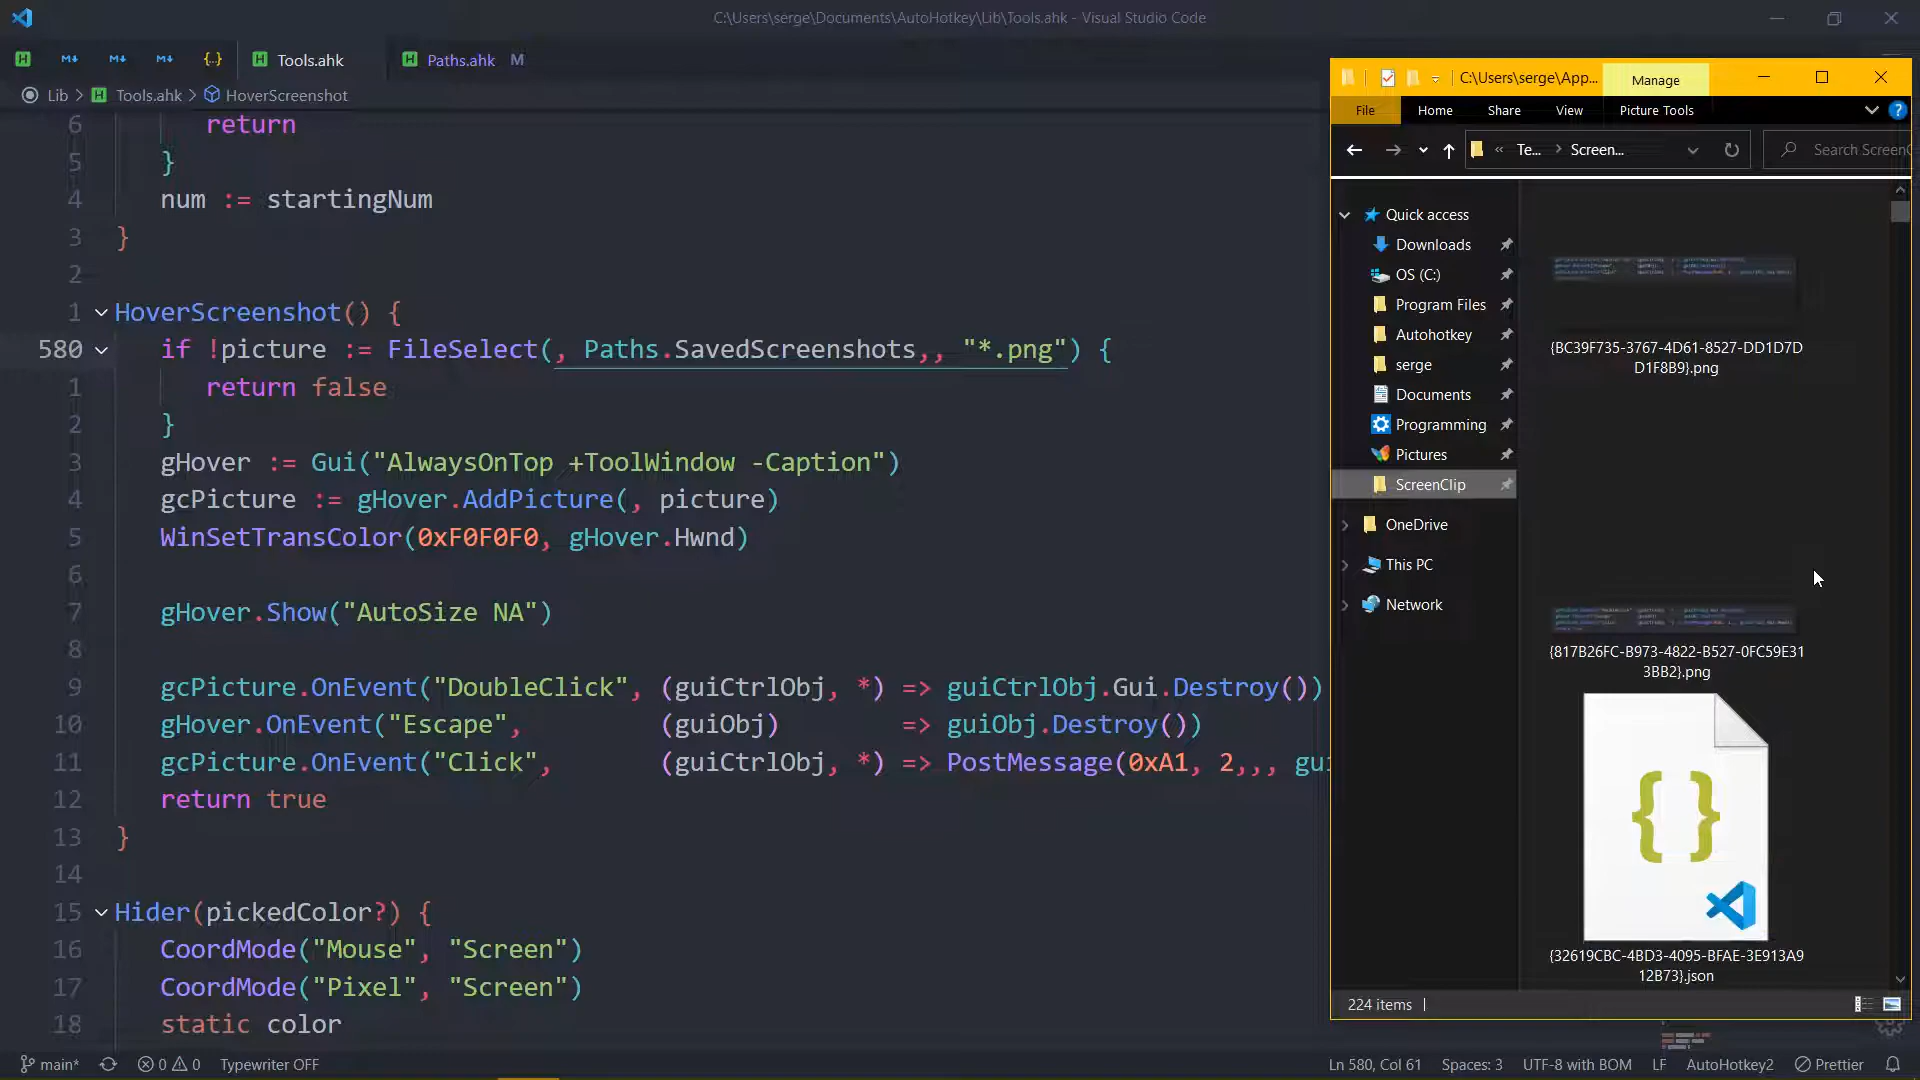 C:\Users\serge\Documents\AutoHotkey\Lib\Tools.ahk - Visual Studio Code
Tools.ahk
Paths.ahk M
Lib > Tools.ahk > HoverScreenshot
6 return
5 }
4 num := startingNum
3 }
2
1 HoverScreenshot() {
580 if !picture := FileSelect(, Paths.SavedScreenshots,, "*.png") {
1 return false
2 }
3 gHover := Gui("AlwaysOnTop +ToolWindow -Caption")
4 gcPicture := gHover.AddPicture(, picture)
5 WinSetTransColor(0xF0F0F0, gHover.Hwnd)
6
7 gHover.Show("AutoSize NA")
8
9 gcPicture.OnEvent("DoubleClick", (guiCtrlObj, *) => guiCtrlObj.Gui.Destroy())
10 gHover.OnEvent("Escape", (guiObj) => guiObj.Destroy())
11 gcPicture.OnEvent("Click", (guiCtrlObj, *) => PostMessage(0xA1, 2,,, gui
12 return true
13 }
14
15 Hider(pickedColor?) {
16 CoordMode("Mouse", "Screen")
17 CoordMode("Pixel", "Screen")
18 static color
main* 0 0 Typewriter OFF
Ln 580, Col 61 Spaces: 3 UTF-8 with BOM LF AutoHotkey2 Prettier
C:\Users\serge\App... Manage
File Home Share View Picture Tools
« Te... > Screen... Search ScreenC
Quick access
Downloads
OS (C:)
Program Files
Autohotkey
serge
Documents
Programming
Pictures
ScreenClip
OneDrive
This PC
Network
{BC39F735-3767-4D61-8527-DD1D7D
D1F8B9}.png
{817B26FC-B973-4822-B527-0FC59E31
3BB2}.png
{32619CBC-4BD3-4095-BFAE-3E913A9
12B73}.json
224 items